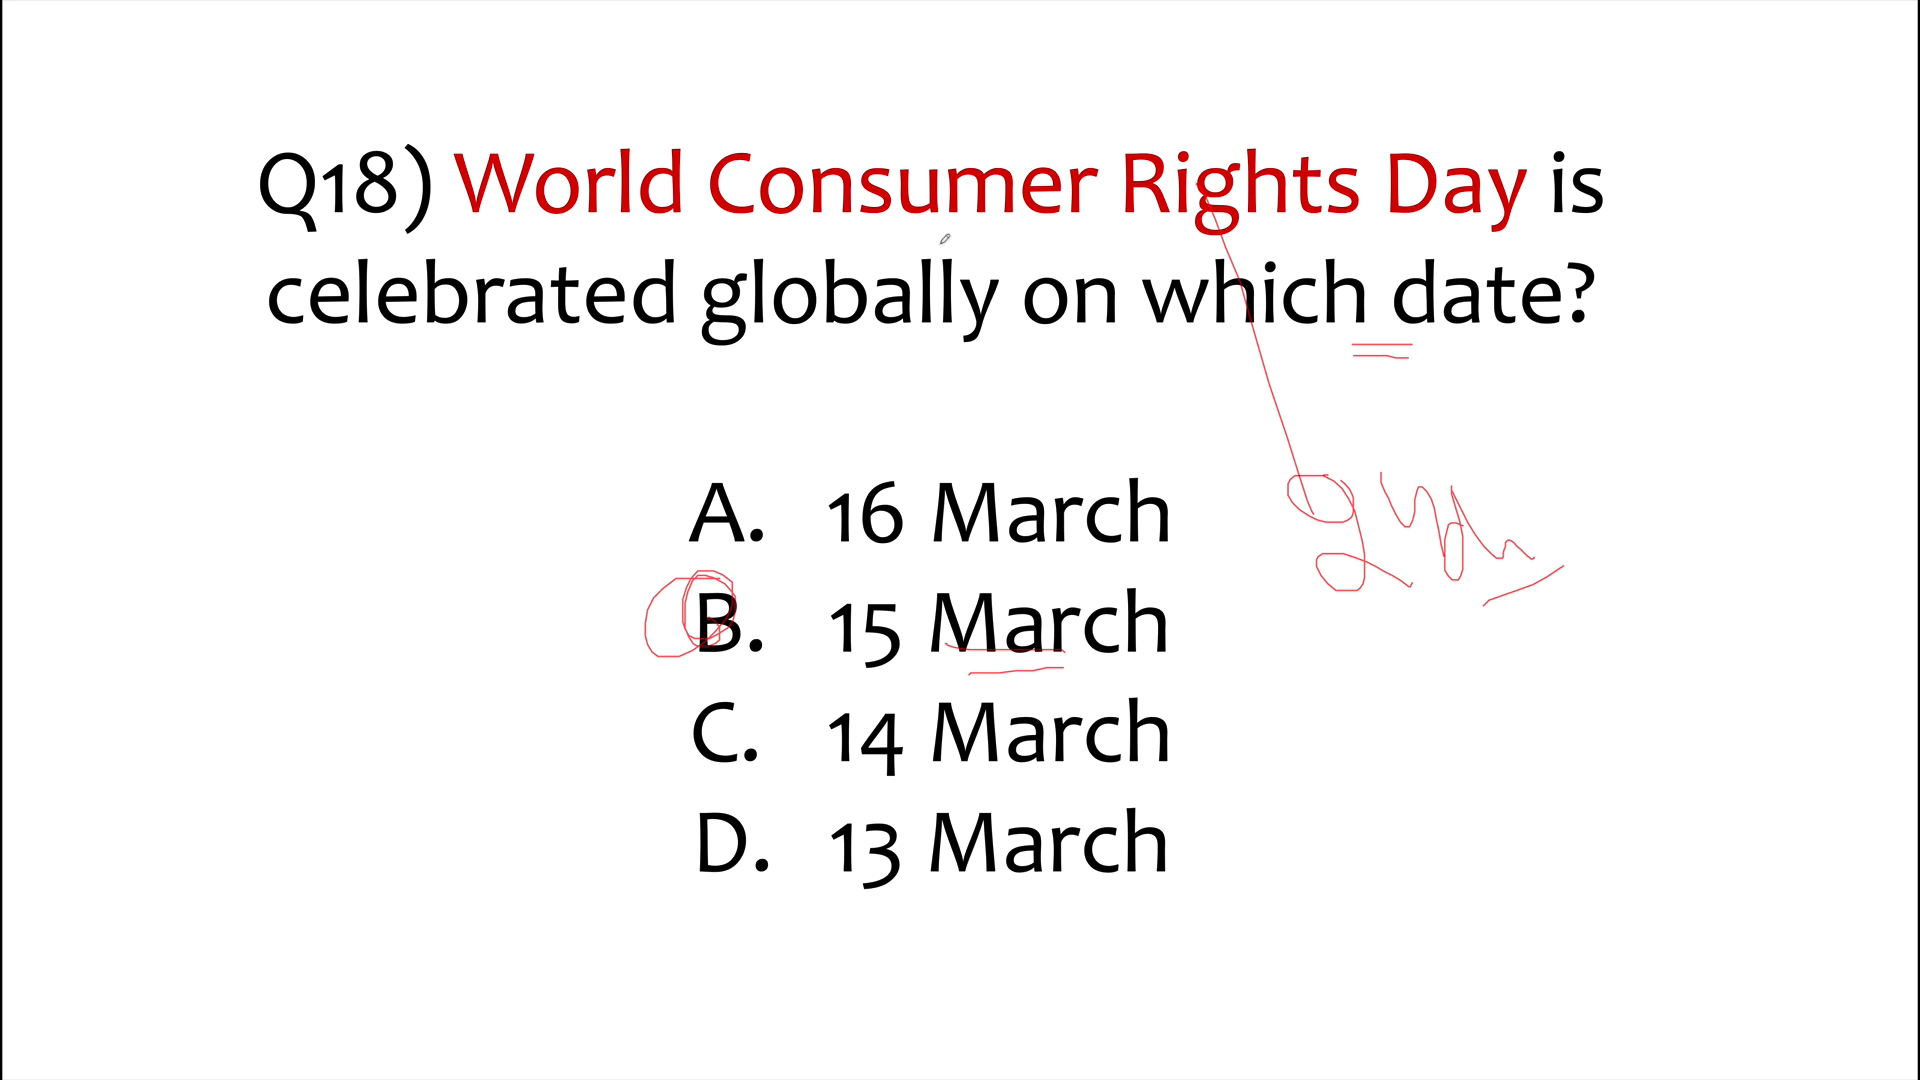 Q18) World Consumer Rights Day is
celebrated globally on which date?
A. 16 March
B. 15 March
C. 14 March
D. 13 March